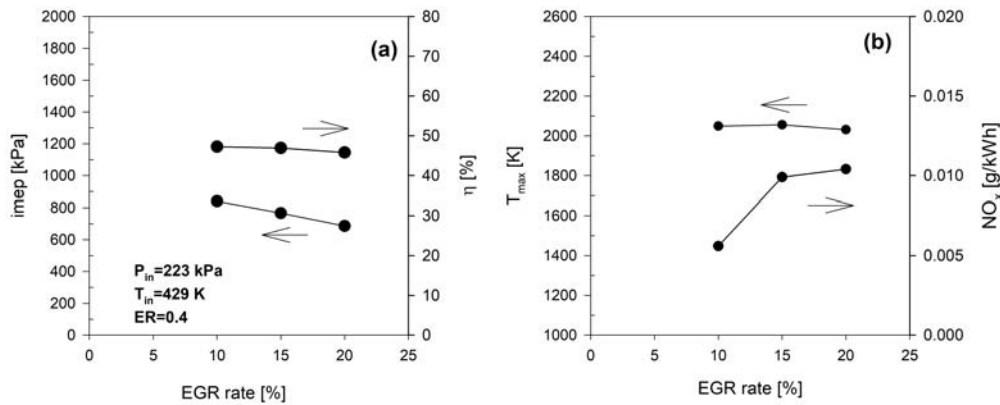 (a)
imep [kPa]
2000
1800
1600
1400
1200
1000
800
600
400
200
0
P_in=223 kPa
T_in=429 K
ER=0.4
0 5 10 15 20 25
EGR rate [%]
80
70
60
50
40
30
20
10
0
η [%]
(b)
T_max [K]
2600
2400
2200
2000
1800
1600
1400
1200
1000
0 5 10 15 20 25
EGR rate [%]
0.020
0.015
0.010
0.005
0.000
NO_x [g/kWh]